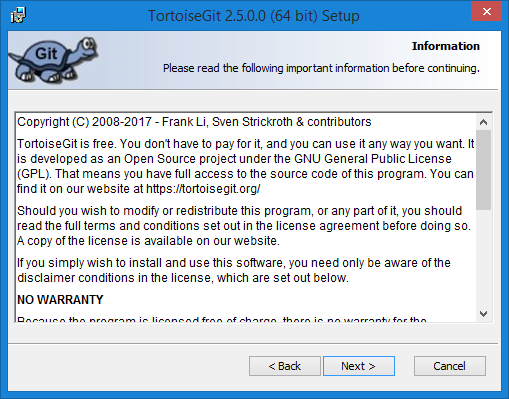 TortoiseGit 2.5.0.0 (64 bit) Setup
Git
Information
Please read the following important information before continuing.
Copyright (C) 2008-2017 - Frank Li, Sven Strickroth & contributors
TortoiseGit is free. You don't have to pay for it, and you can use it any way you want. It
is developed as an Open Source project under the GNU General Public License
(GPL). That means you have full access to the source code of this program. You can
find it on our website at https://tortoisegit.org/
Should you wish to modify or redistribute this program, or any part of it, you should
read the full terms and conditions set out in the license agreement before doing so.
A copy of the license is available on our website.
If you simply wish to install and use this software, you need only be aware of the
disclaimer conditions in the license, which are set out below.
NO WARRANTY
Because the program is licensed free of charge, there is no warranty for the
< Back
Next >
Cancel